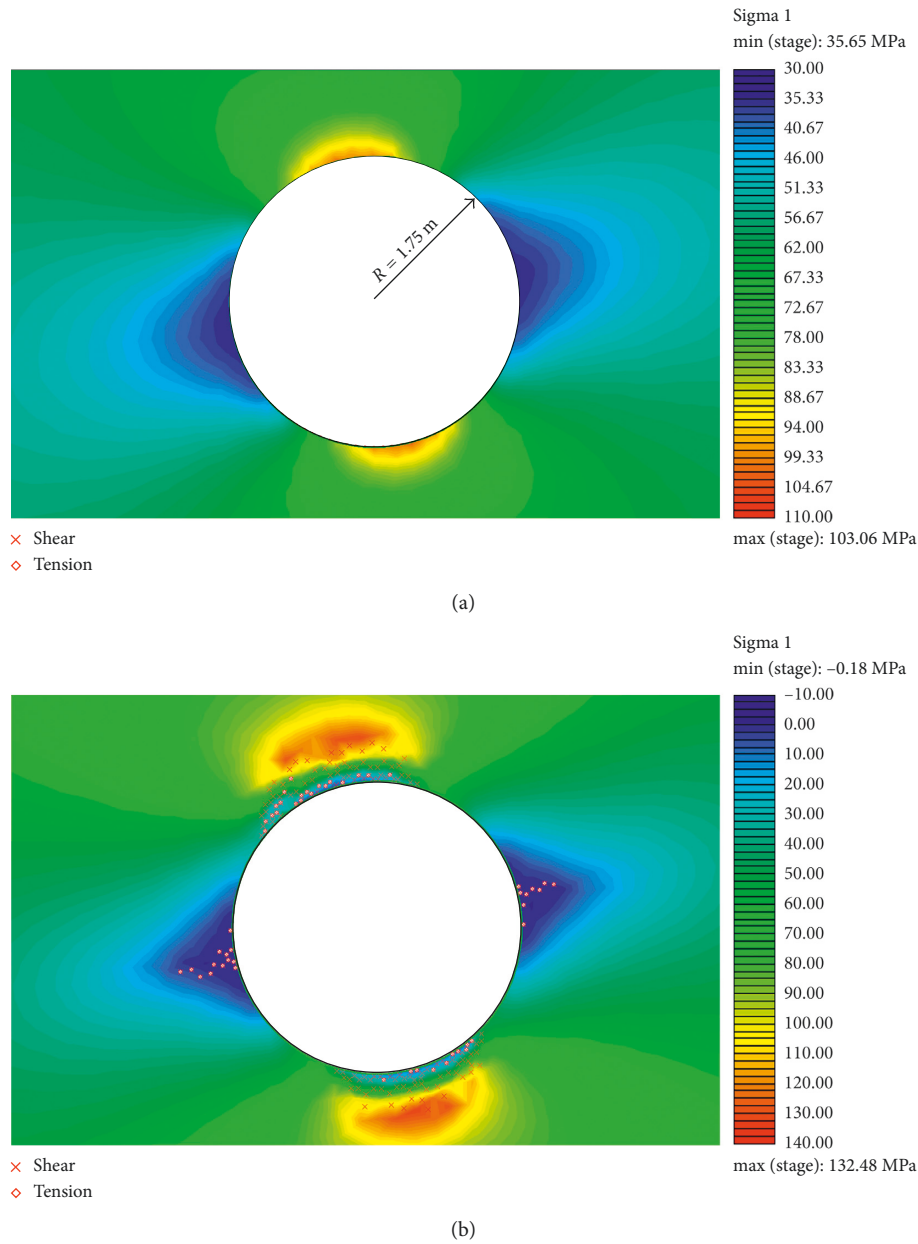 Sigma 1
min (stage): 35.65 MPa
30.00
35.33
40.67
46.00
51.33
56.67
62.00
67.33
72.67
78.00
83.33
88.67
94.00
99.33
104.67
110.00
max (stage): 103.06 MPa
R = 1.75 m
× Shear
Tension
(a)
Sigma 1
min (stage): –0.18 MPa
–10.00
0.00
10.00
20.00
30.00
40.00
50.00
60.00
70.00
80.00
90.00
100.00
110.00
120.00
130.00
140.00
max (stage): 132.48 MPa
× Shear
Tension
(b)